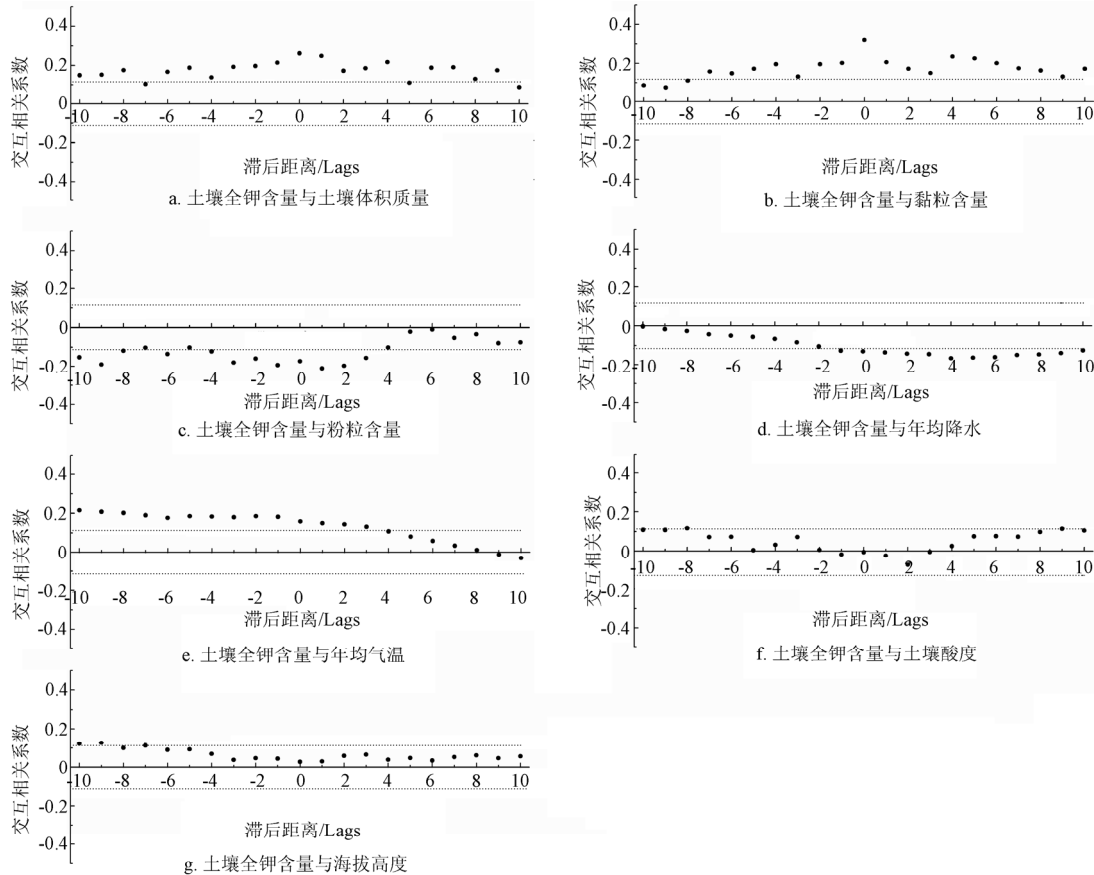 0.4
0.2
0
-0.2
-0.4
交互相关系数
-10 -8 -6 -4 -2 0 2 4 6 8 10
滞后距离/Lags
a. 土壤全钾含量与土壤体积质量
0.4
0.2
0
-0.2
-0.4
交互相关系数
-10 -8 -6 -4 -2 0 2 4 6 8 10
滞后距离/Lags
b. 土壤全钾含量与黏粒含量
0.4
0.2
0
-0.2
-0.4
交互相关系数
-10 -8 -6 -4 -2 0 2 4 6 8 10
滞后距离/Lags
c. 土壤全钾含量与粉粒含量
0.4
0.2
0
-0.2
-0.4
交互相关系数
-10 -8 -6 -4 -2 0 2 4 6 8 10
滞后距离/Lags
d. 土壤全钾含量与年均降水
0.4
0.2
0
-0.2
-0.4
交互相关系数
-10 -8 -6 -4 -2 0 2 4 6 8 10
滞后距离/Lags
e. 土壤全钾含量与年均气温
0.4
0.2
0
-0.2
-0.4
交互相关系数
-10 -8 -6 -4 -2 0 2 4 6 8 10
滞后距离/Lags
f. 土壤全钾含量与土壤酸度
0.4
0.2
0
-0.2
-0.4
交互相关系数
-10 -8 -6 -4 -2 0 2 4 6 8 10
滞后距离/Lags
g. 土壤全钾含量与海拔高度